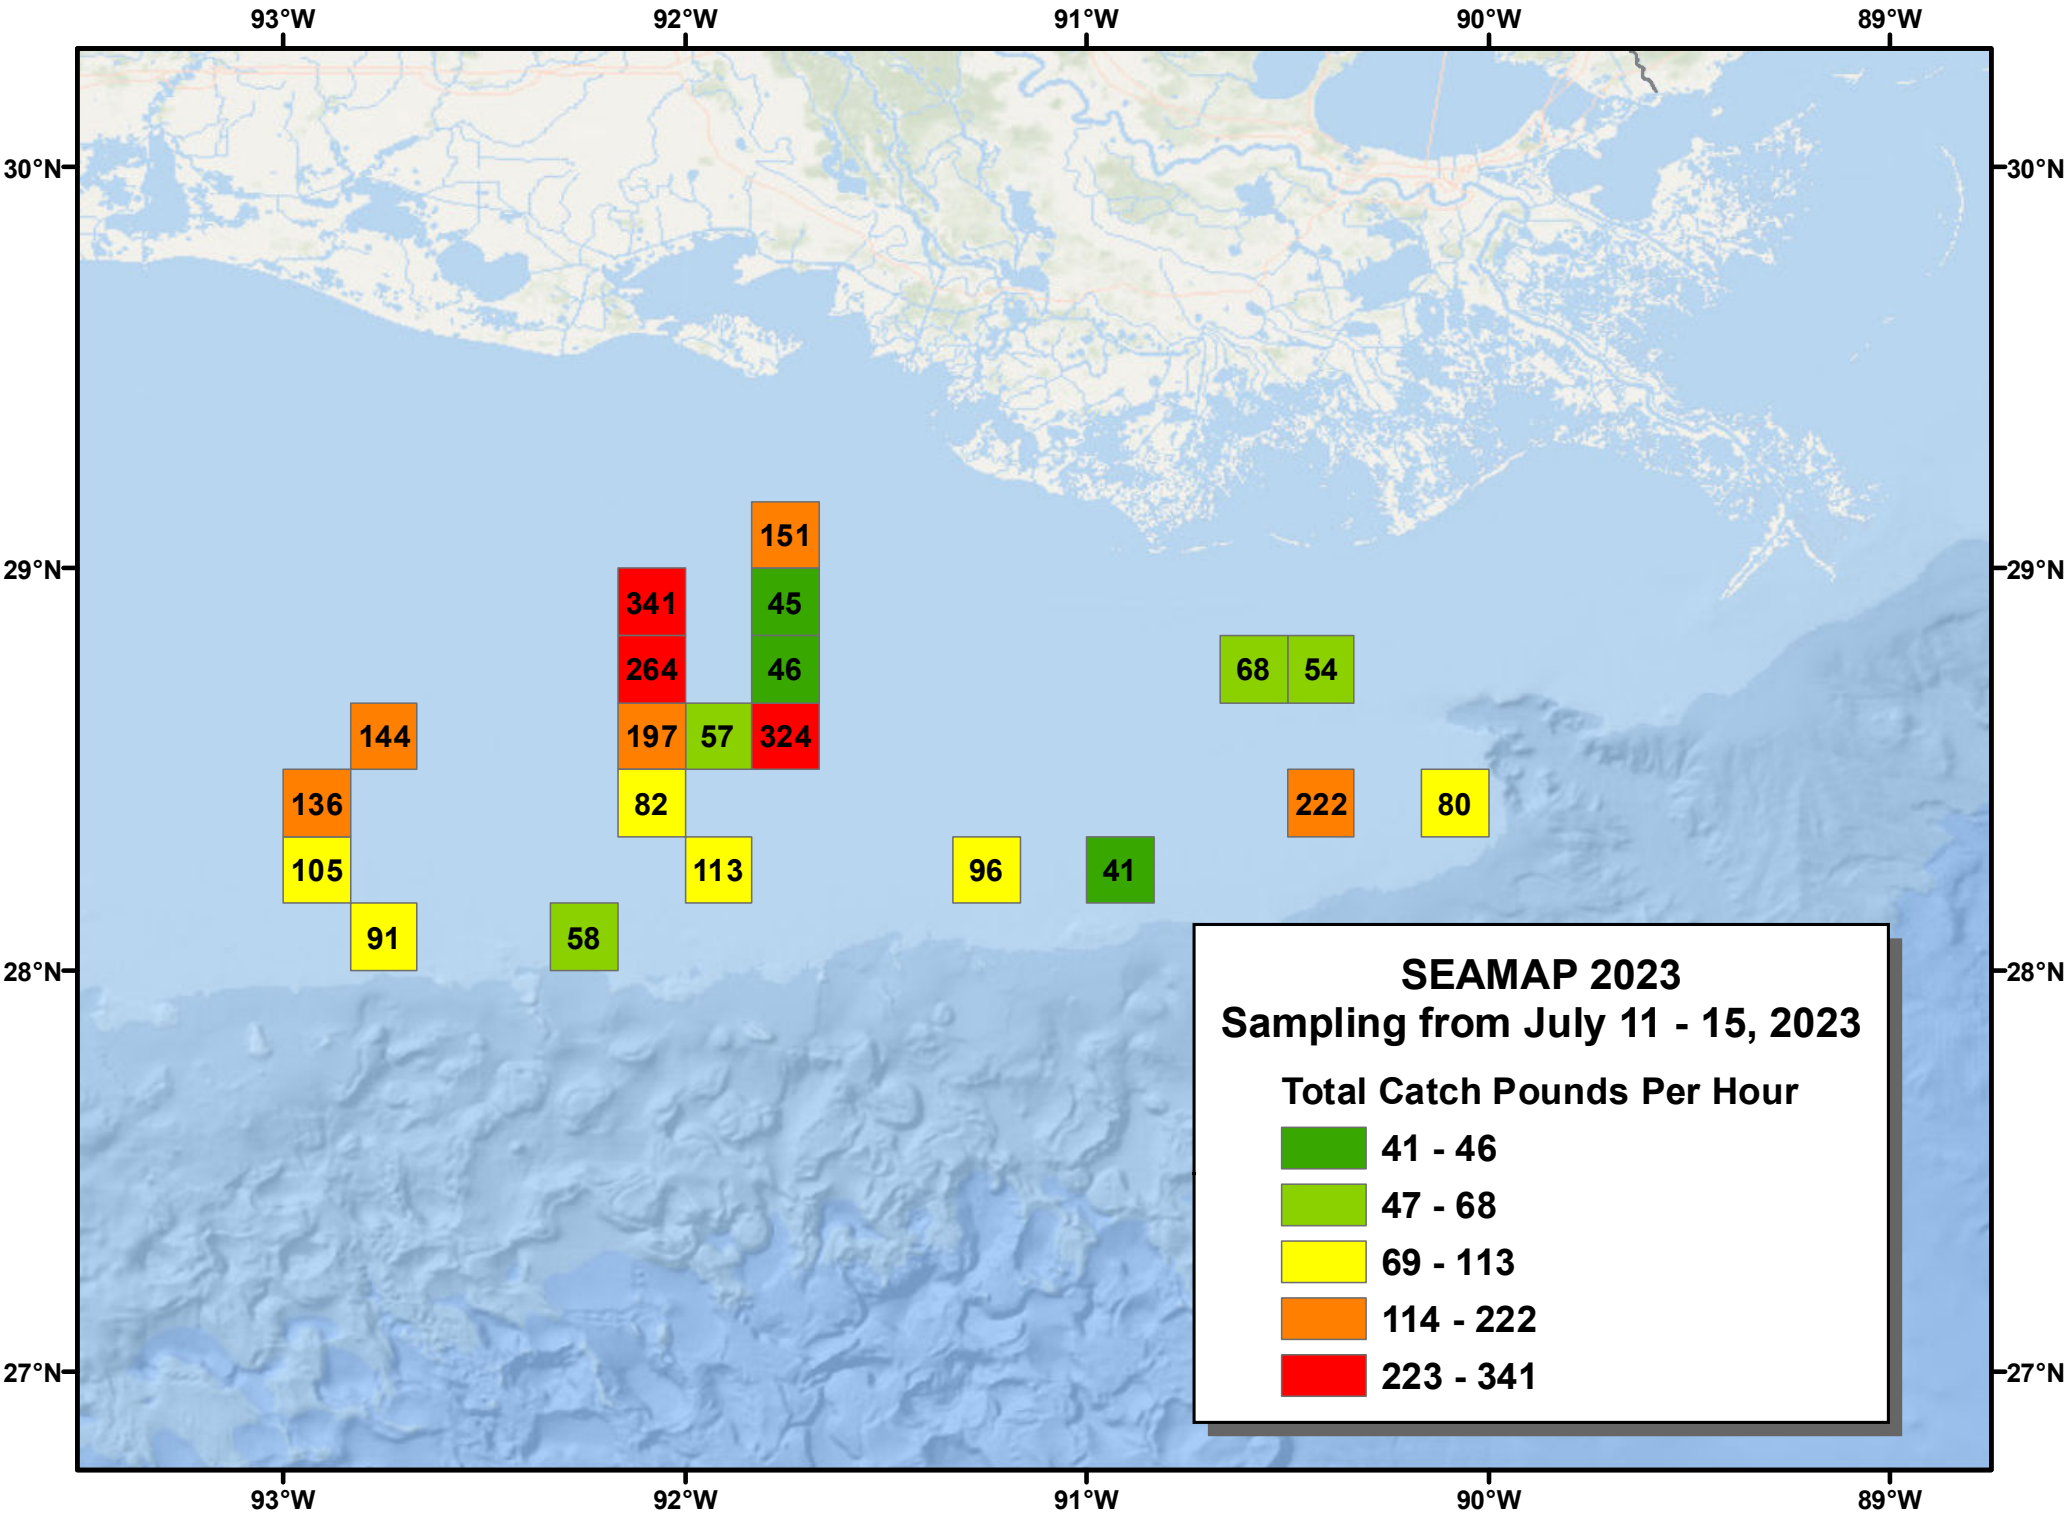 93°W 92°W 91°W 90°W 89°W
30°N 30°N
151
29°N 29°N
341 45
264 46 68 54
144 197 57 324
136 82 222 80
105 113 96 41
91 58
28°N 28°N
SEAMAP 2023
Sampling from July 11 - 15, 2023
Total Catch Pounds Per Hour
41 - 46
47 - 68
69 - 113
114 - 222
223 - 341
27°N 27°N
93°W 92°W 91°W 90°W 89°W